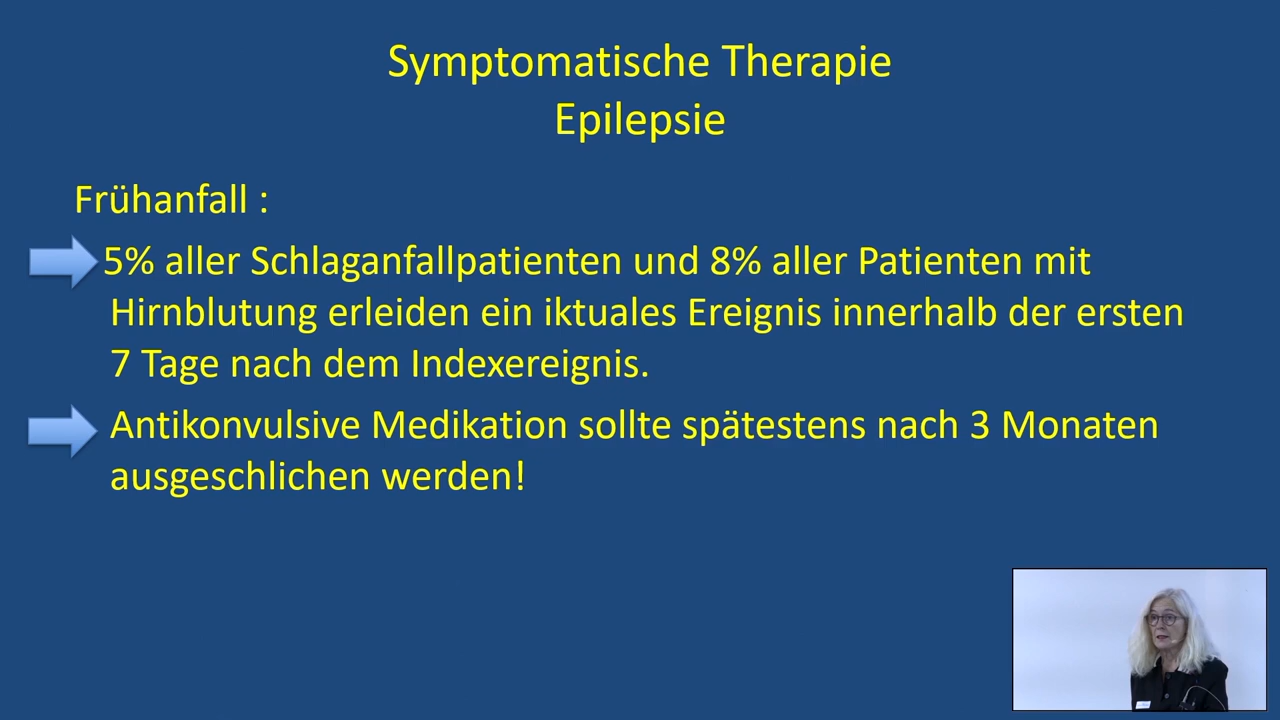 Symptomatische Therapie
Epilepsie
Frühanfall :
5% aller Schlaganfallpatienten und 8% aller Patienten mit
Hirnblutung erleiden ein iktuales Ereignis innerhalb der ersten
7 Tage nach dem Indexereignis.
Antikonvulsive Medikation sollte spätestens nach 3 Monaten
ausgeschlichen werden!